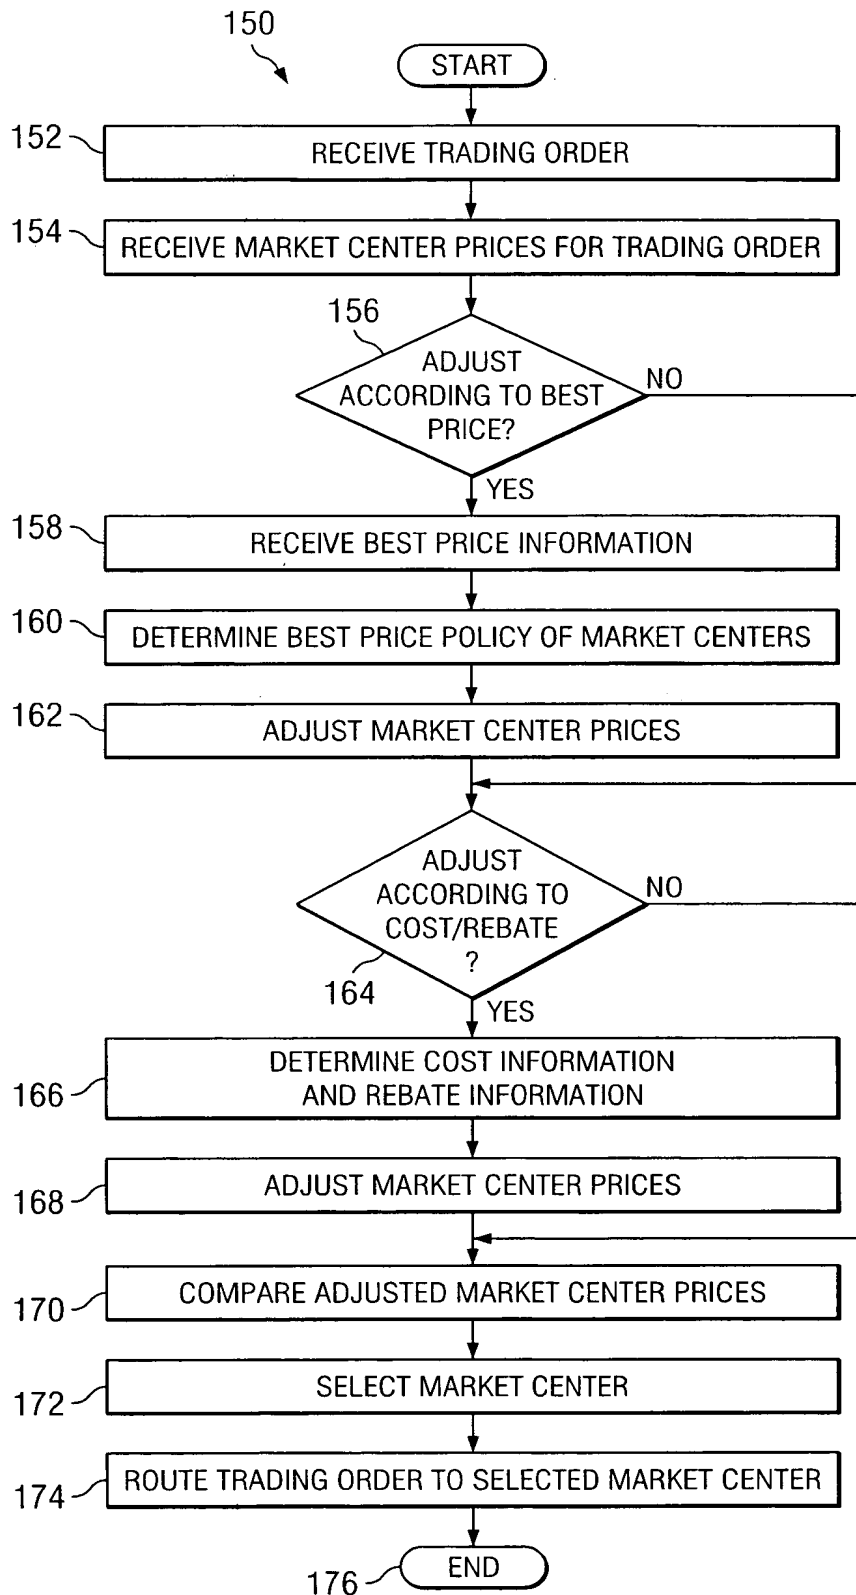 150
START
152
RECEIVE TRADING ORDER
154
RECEIVE MARKET CENTER PRICES FOR TRADING ORDER
156
ADJUST
ACCORDING TO BEST
PRICE?
NO
YES
158
RECEIVE BEST PRICE INFORMATION
160
DETERMINE BEST PRICE POLICY OF MARKET CENTERS
162
ADJUST MARKET CENTER PRICES
ADJUST
ACCORDING TO
COST/REBATE
?
NO
164
YES
DETERMINE COST INFORMATION
AND REBATE INFORMATION
166
ADJUST MARKET CENTER PRICES
168
COMPARE ADJUSTED MARKET CENTER PRICES
170
SELECT MARKET CENTER
172
ROUTE TRADING ORDER TO SELECTED MARKET CENTER
174
END
176